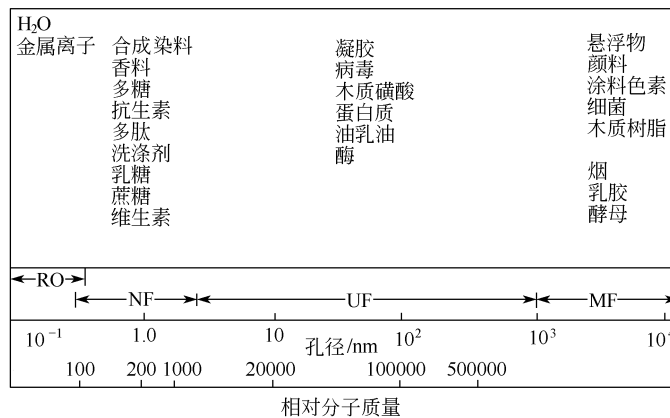 H₂O
金属离子
合成染料
香料
多糖
抗生素
多肽
洗涤剂
乳糖
蔗糖
维生素
凝胶
病毒
木质磺酸
蛋白质
油乳油
酶
悬浮物
颜料
涂料色素
细菌
木质树脂
烟
乳胶
酵母
RO
NF UF MF
10⁻¹ 1.0 10 10² 10³ 10⁴
孔径/nm
100 200 1000 20000 100000 500000
相对分子质量